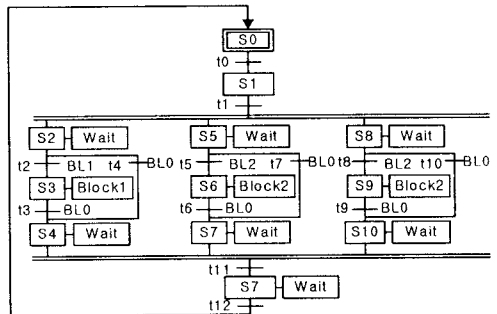 S0
t0
S1
t1
S2 Wait S5 Wait S8 Wait
t2 BL1 t4 BL0 t5 BL2 t7 BL0 t8 BL2 t10 BL0
S3 Block1 S6 Block2 S9 Block2
t3 BL0 t6 BL0 t9 BL0
S4 Wait S7 Wait S10 Wait
t11
S7 Wait
t12